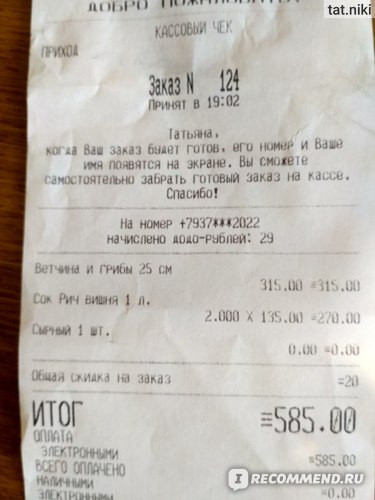 tat.niki
ДОБРО ПОЖАЛОВАТЬ
КАССОВЫЙ ЧЕК
ПРИХОД
Заказ N 124
Принят в 19:02
Татьяна,
когда Ваш заказ будет готов, его номер и Ваше
имя появятся на экране. Вы сможете
самостоятельно забрать готовый заказ на кассе.
Спасибо!
На номер +7937***2022
начислено додо-рублей: 29
Ветчина и грибы 25 см
315.00 =315.00
Сок Рич вишня 1 л.
2.000 X 135.00 =270.00
Сырный 1 шт.
0.00 =0.00
Общая скидка на заказ =20
ИТОГ =585.00
ОПЛАТА
ЭЛЕКТРОННЫМИ =585.00
ВСЕГО ОПЛАЧЕНО
НАЛИЧНЫМИ =0.00
ЭЛЕКТРОННЫМИ
IRECOMMEND.RU